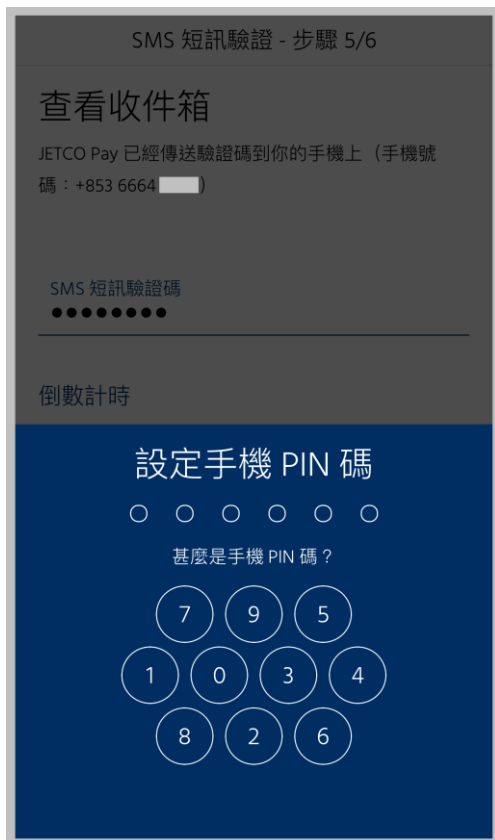 SMS 短訊驗證 - 步驟 5/6
查看收件箱
JETCO Pay 已經傳送驗證碼到你的手機上（手機號
碼：+853 6664 ）
SMS 短訊驗證碼
●●●●●●●●
倒數計時
設定手機 PIN 碼
甚麼是手機 PIN 碼？
7 9 5
1 0 3 4
8 2 6